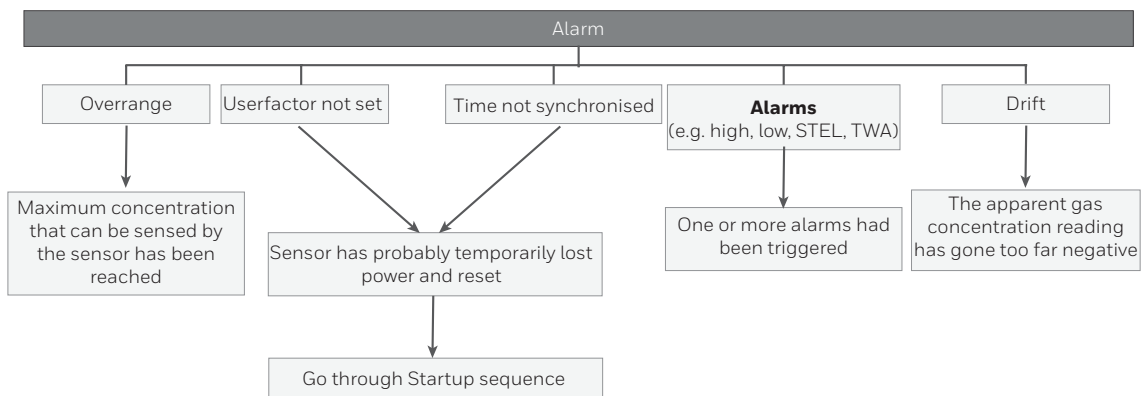 Alarm
Overrange
Userfactor not set
Time not synchronised
Alarms
(e.g. high, low, STEL, TWA)
Drift
Maximum concentration
that can be sensed by
the sensor has been
reached
Sensor has probably temporarily lost
power and reset
One or more alarms had
been triggered
The apparent gas
concentration reading
has gone too far negative
Go through Startup sequence